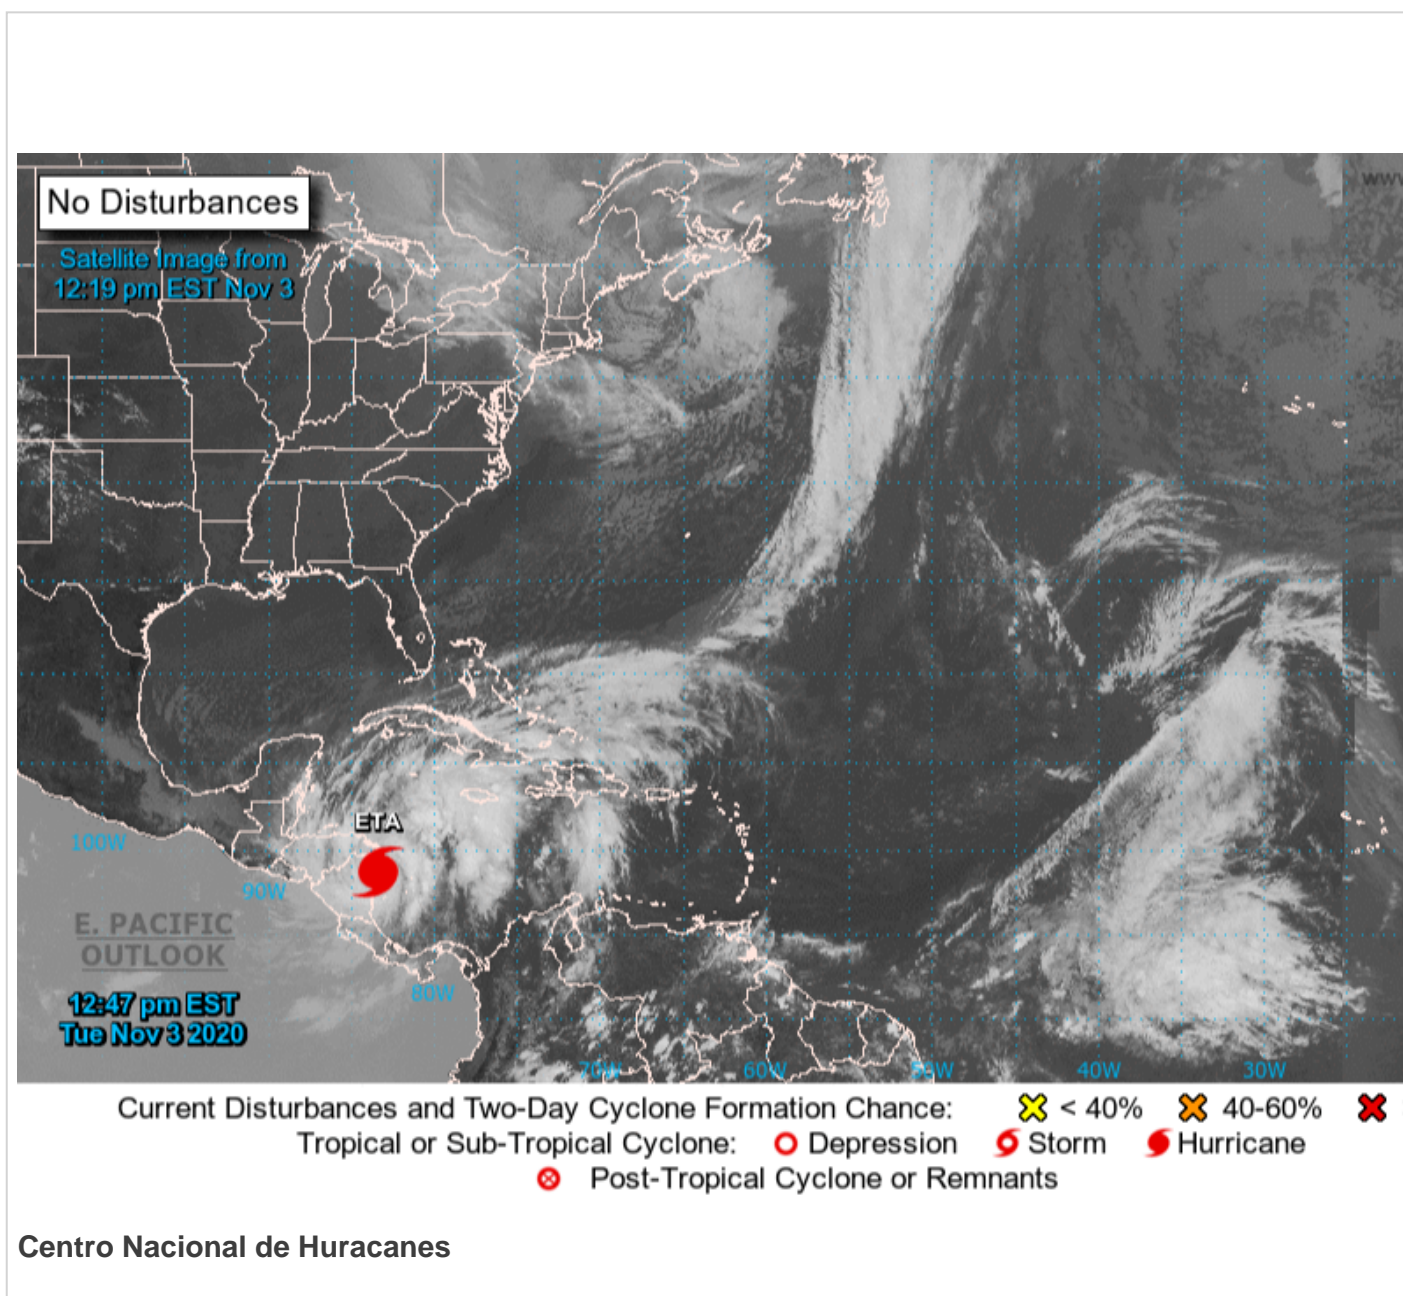 No Disturbances
Satellite Image from
12:19 pm EST Nov 3
www
ETA
100W
90W
E. PACIFIC
OUTLOOK
80W
12:47 pm EST
Tue Nov 3 2020
70W 60W 50W 40W 30W
Current Disturbances and Two-Day Cyclone Formation Chance: < 40% 40-60%
Tropical or Sub-Tropical Cyclone: Depression Storm Hurricane
Post-Tropical Cyclone or Remnants
Centro Nacional de Huracanes